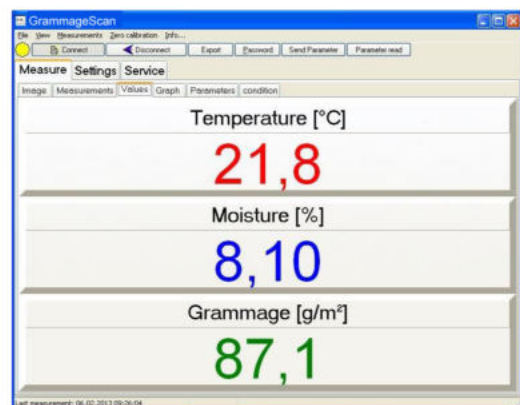 GrammageScan
File View Measurements Zero calibration Info...
Connect Disconnect Export Password Send Parameter Parameter read
Measure Settings Service
Image Measurements Values Graph Parameters condition
Temperature [°C]
21,8
Moisture [%]
8,10
Grammage [g/m²]
87,1
Last measurement: 06.02.2013 09:26:04